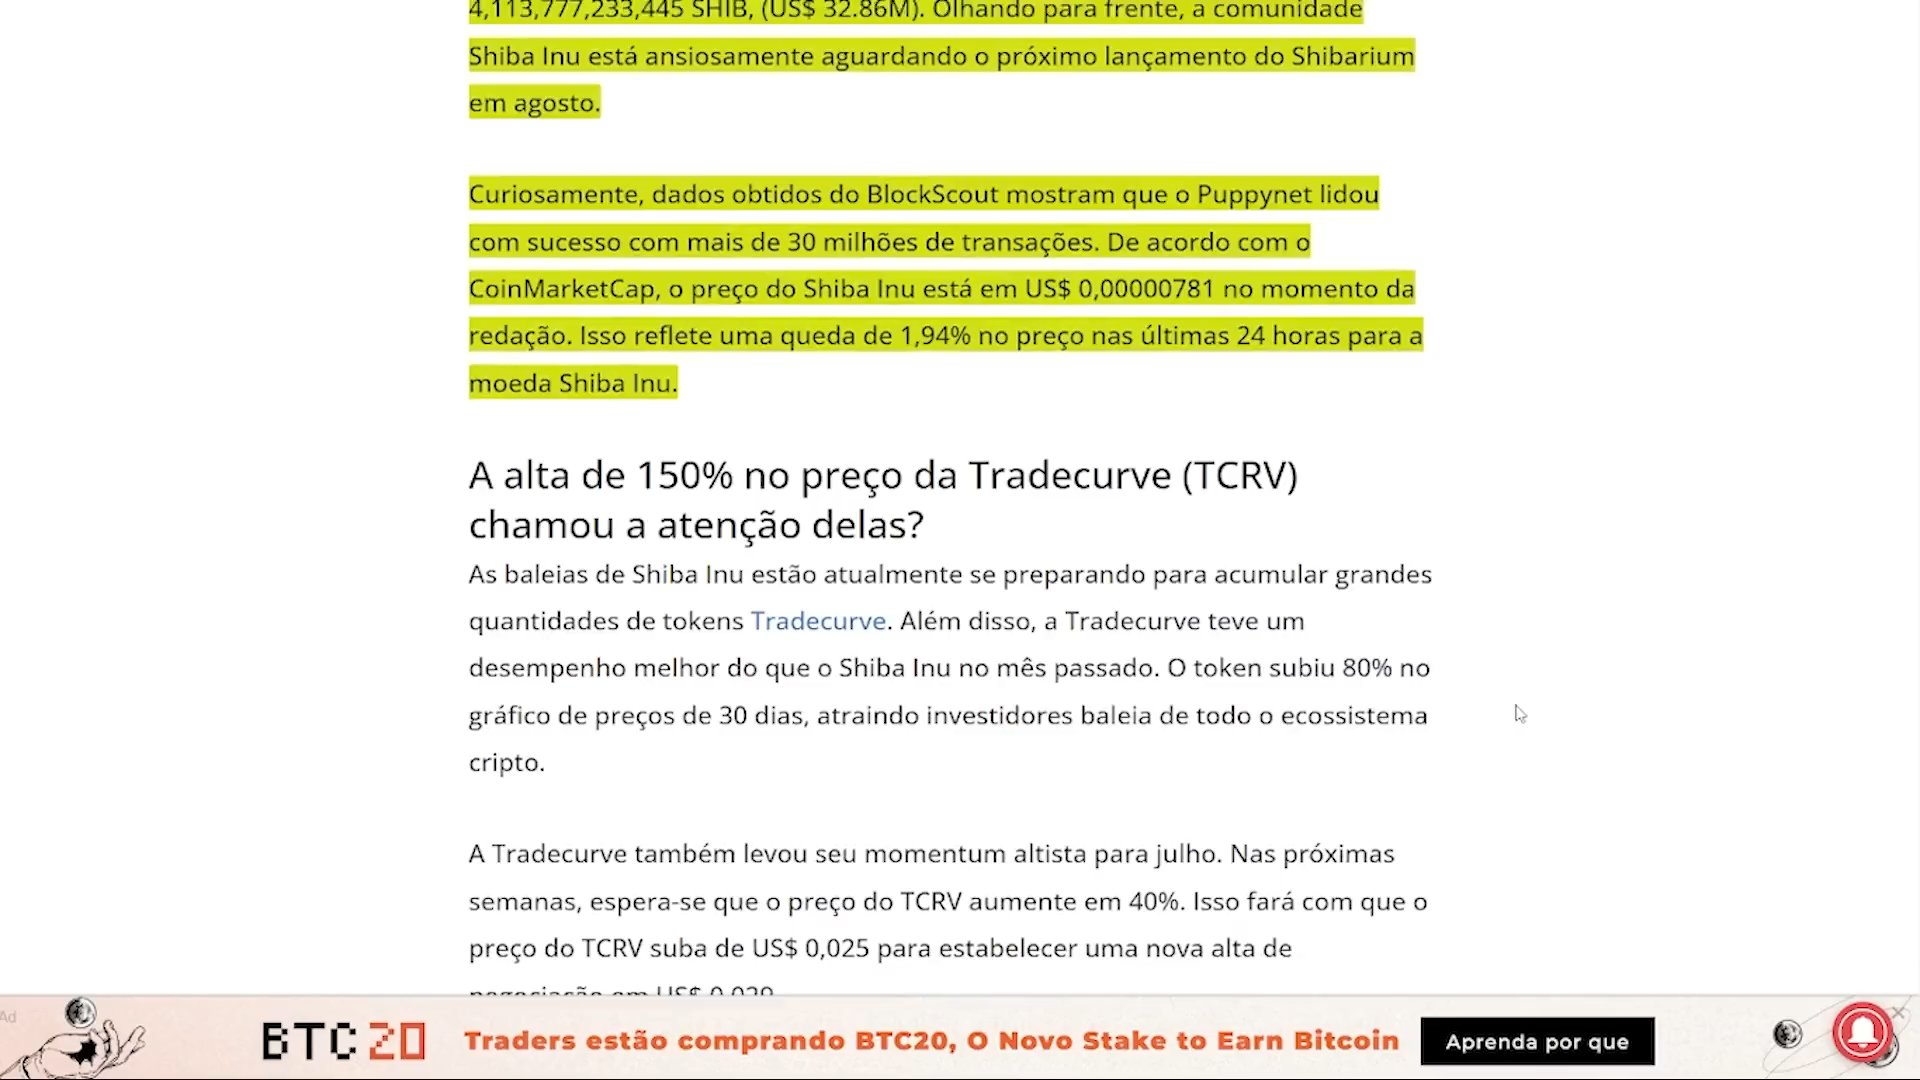 4,113,777,233,445 SHIB, (US$ 32.86M). Olhando para frente, a comunidade
Shiba Inu está ansiosamente aguardando o próximo lançamento do Shibarium
em agosto.
Curiosamente, dados obtidos do BlockScout mostram que o Puppynet lidou
com sucesso com mais de 30 milhões de transações. De acordo com o
CoinMarketCap, o preço do Shiba Inu está em US$ 0,00000781 no momento da
redação. Isso reflete uma queda de 1,94% no preço nas últimas 24 horas para a
moeda Shiba Inu.
A alta de 150% no preço da Tradecurve (TCRV)
chamou a atenção delas?
As baleias de Shiba Inu estão atualmente se preparando para acumular grandes
quantidades de tokens Tradecurve. Além disso, a Tradecurve teve um
desempenho melhor do que o Shiba Inu no mês passado. O token subiu 80% no
gráfico de preços de 30 dias, atraindo investidores baleia de todo o ecossistema
cripto.
A Tradecurve também levou seu momentum altista para julho. Nas próximas
semanas, espera-se que o preço do TCRV aumente em 40%. Isso fará com que o
preço do TCRV suba de US$ 0,025 para estabelecer uma nova alta de
negociação em US$ 0,029
Ad
BTC20 Traders estão comprando BTC20, O Novo Stake to Earn Bitcoin Aprenda por que